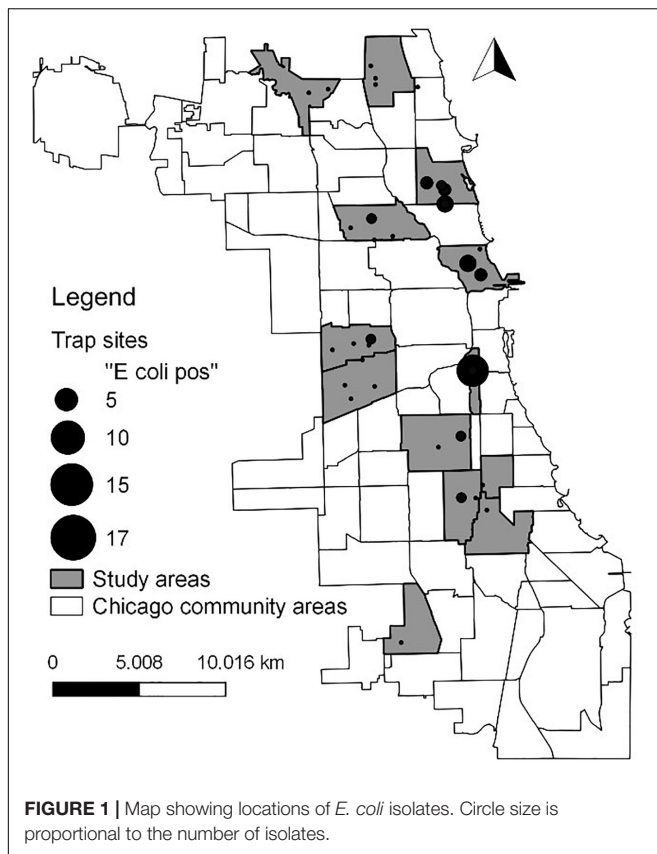 Legend
Trap sites
"E coli pos"
5
10
15
17
Study areas
Chicago community areas
0 5.008 10.016 km
FIGURE 1 | Map showing locations of E. coli isolates. Circle size is
proportional to the number of isolates.